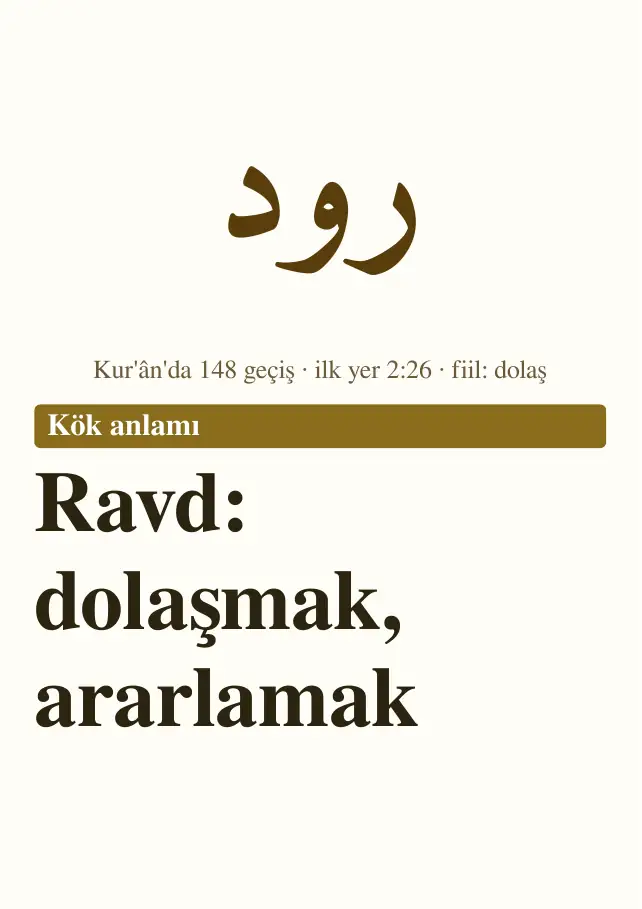 رود
Kur'ân'da 148 geçiş · ilk yer 2:26 · fiil: dolaş
Kök anlamı
Ravd:
dolaşmak,
ararlamak